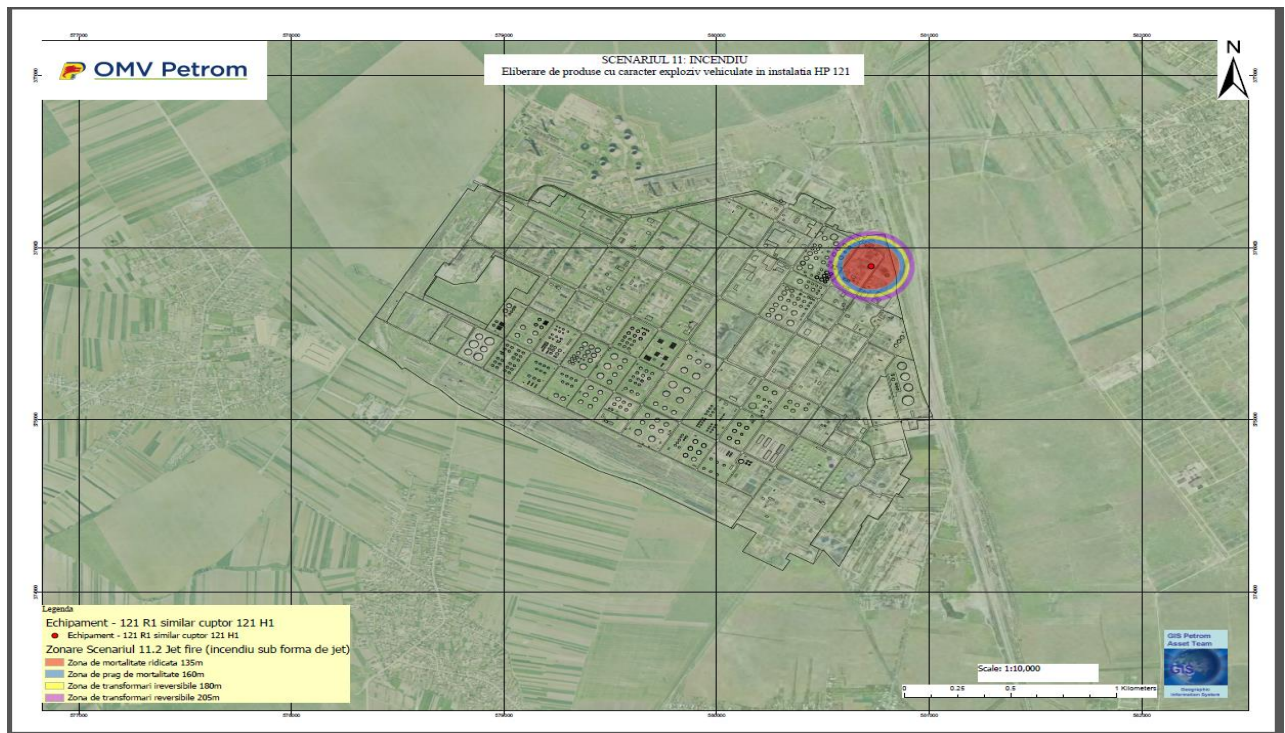 OMV Petrom
SCENARIUL 11: INCENDIU
Eliberare de produse cu caracter exploziv vehiculate in instalatia HP 121
N
Legenda
Echipament - 121 R1 similar cuptor 121 H1
Echipament - 121 R1 similar cuptor 121 H1
Zonare Scenariul 11.2 Jet fire (incendiu sub forma de jet)
Zona de mortalitate ridicata 135m
Zona de prag de mortalitate 160m
Zona de transformari ireversibile 180m
Zona de transformari reversibile 205m
Scale: 1:10,000
0 0.25 0.5 1 Kilometers
GIS Petrom
Asset Team
GIS
Geographic
Information System